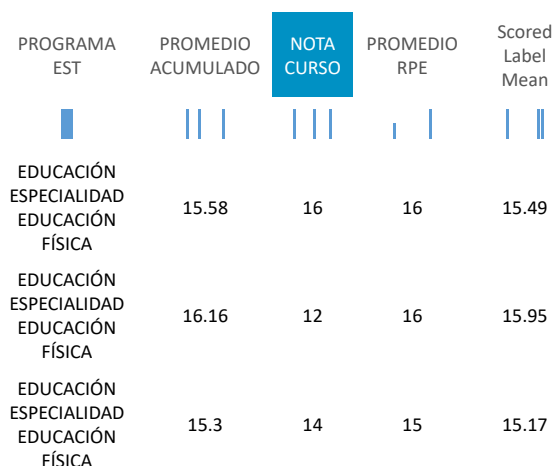 PROGRAMA EST
PROMEDIO ACUMULADO
NOTA CURSO
PROMEDIO RPE
Scored Label Mean
EDUCACIÓN
ESPECIALIDAD
EDUCACIÓN
FÍSICA
15.58 16 16 15.49
EDUCACIÓN
ESPECIALIDAD
EDUCACIÓN
FÍSICA
16.16 12 16 15.95
EDUCACIÓN
ESPECIALIDAD
EDUCACIÓN
FÍSICA
15.3 14 15 15.17